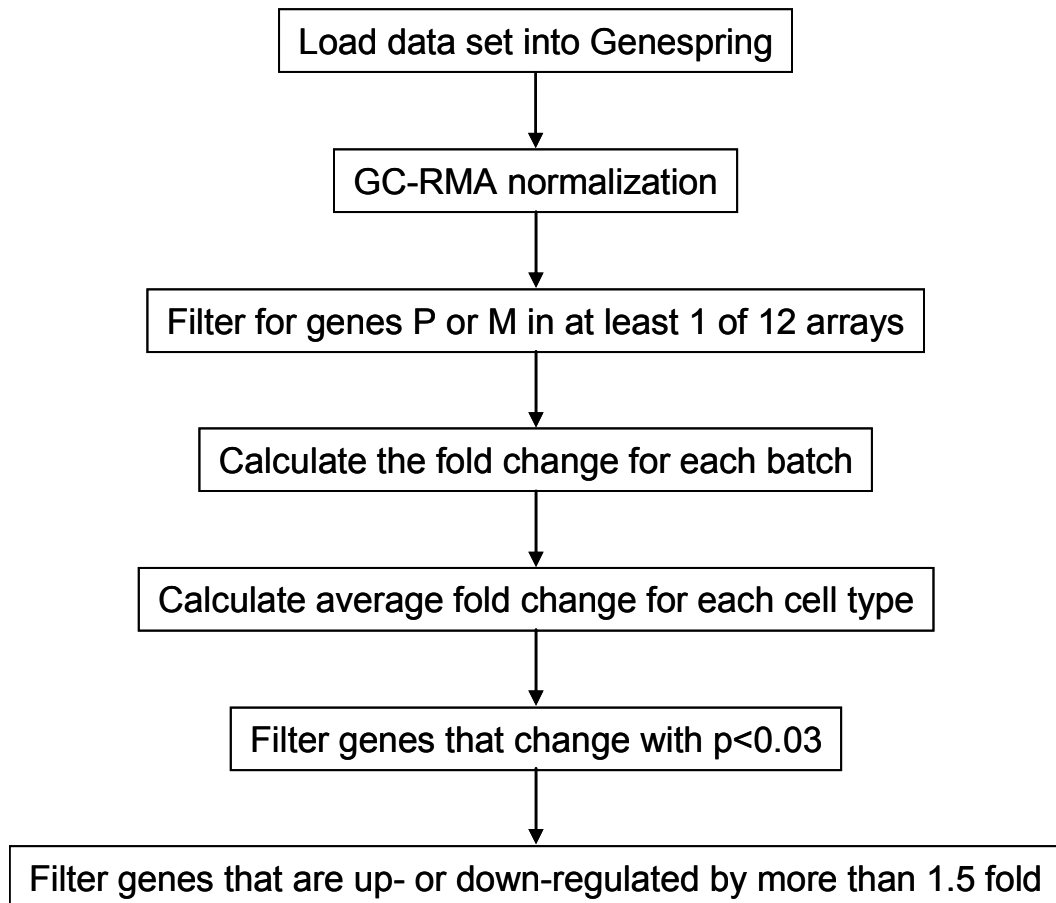 Load data set into Genespring
GC-RMA normalization
Filter for genes P or M in at least 1 of 12 arrays
Calculate the fold change for each batch
Calculate average fold change for each cell type
Filter genes that change with p<0.03
Filter genes that are up- or down-regulated by more than 1.5 fold